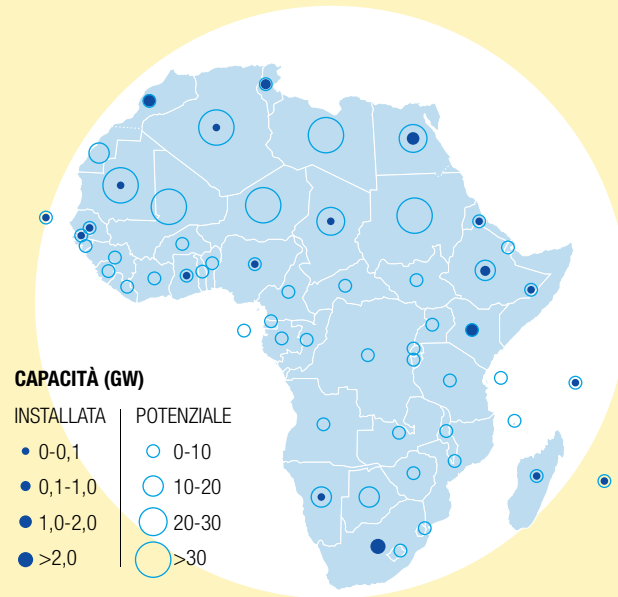 CAPACITÀ (GW)
INSTALLATA POTENZIALE
0-0,1 0-10
0,1-1,0 10-20
1,0-2,0 20-30
>2,0 >30